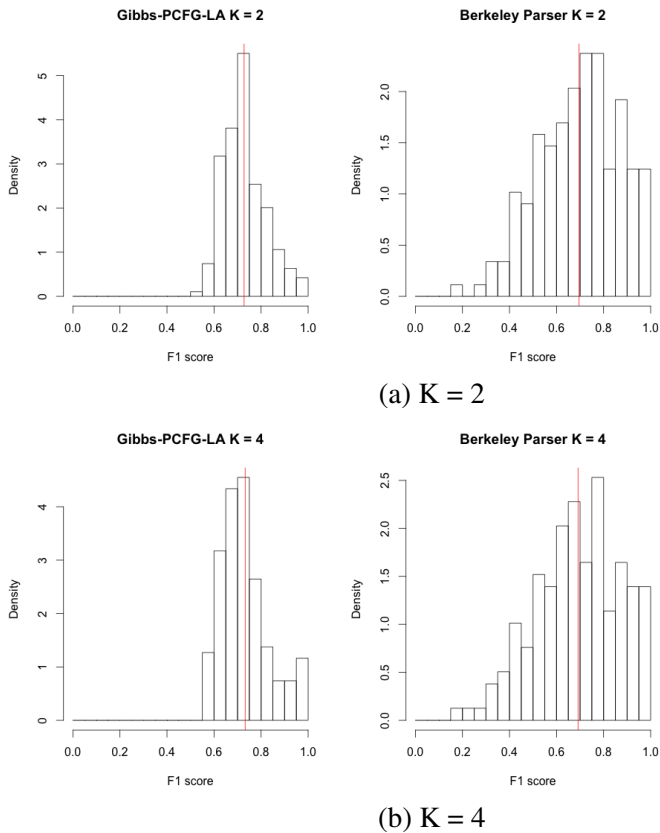 Gibbs-PCFG-LA K = 2
Density
0 1 2 3 4 5
0.0 0.2 0.4 0.6 0.8 1.0
F1 score
Berkeley Parser K = 2
Density
0.0 0.5 1.0 1.5 2.0
0.0 0.2 0.4 0.6 0.8 1.0
F1 score
(a) K = 2
Gibbs-PCFG-LA K = 4
Density
0 1 2 3 4
0.0 0.2 0.4 0.6 0.8 1.0
F1 score
Berkeley Parser K = 4
Density
0.0 0.5 1.0 1.5 2.0 2.5
0.0 0.2 0.4 0.6 0.8 1.0
F1 score
(b) K = 4